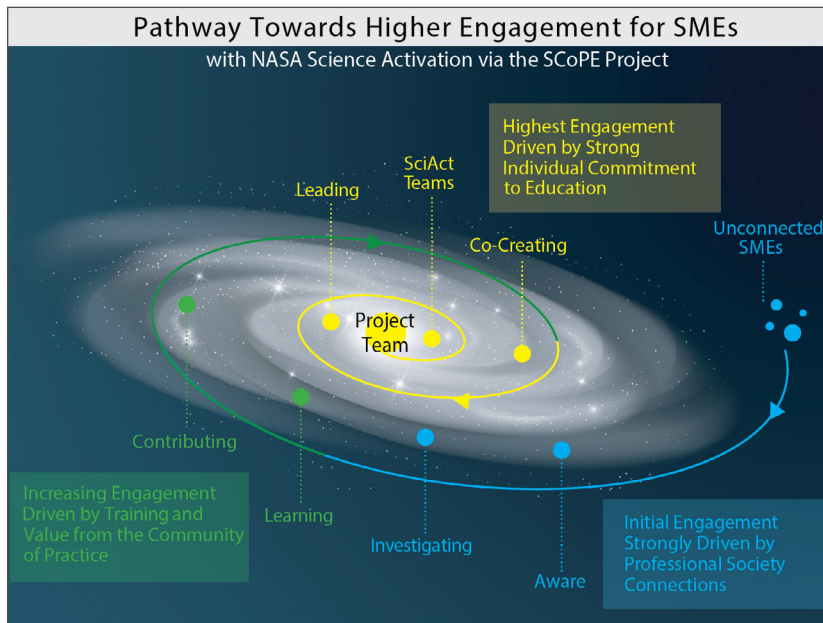 Pathway Towards Higher Engagement for SMEs
with NASA Science Activation via the SCoPE Project
Highest Engagement
Driven by Strong
Individual Commitment
to Education
SciAct
Teams
Leading
Co-Creating
Unconnected
SMEs
Project
Team
Contributing
Increasing Engagement
Driven by Training and
Value from the Community
of Practice
Learning
Investigating
Aware
Initial Engagement
Strongly Driven by
Professional Society
Connections